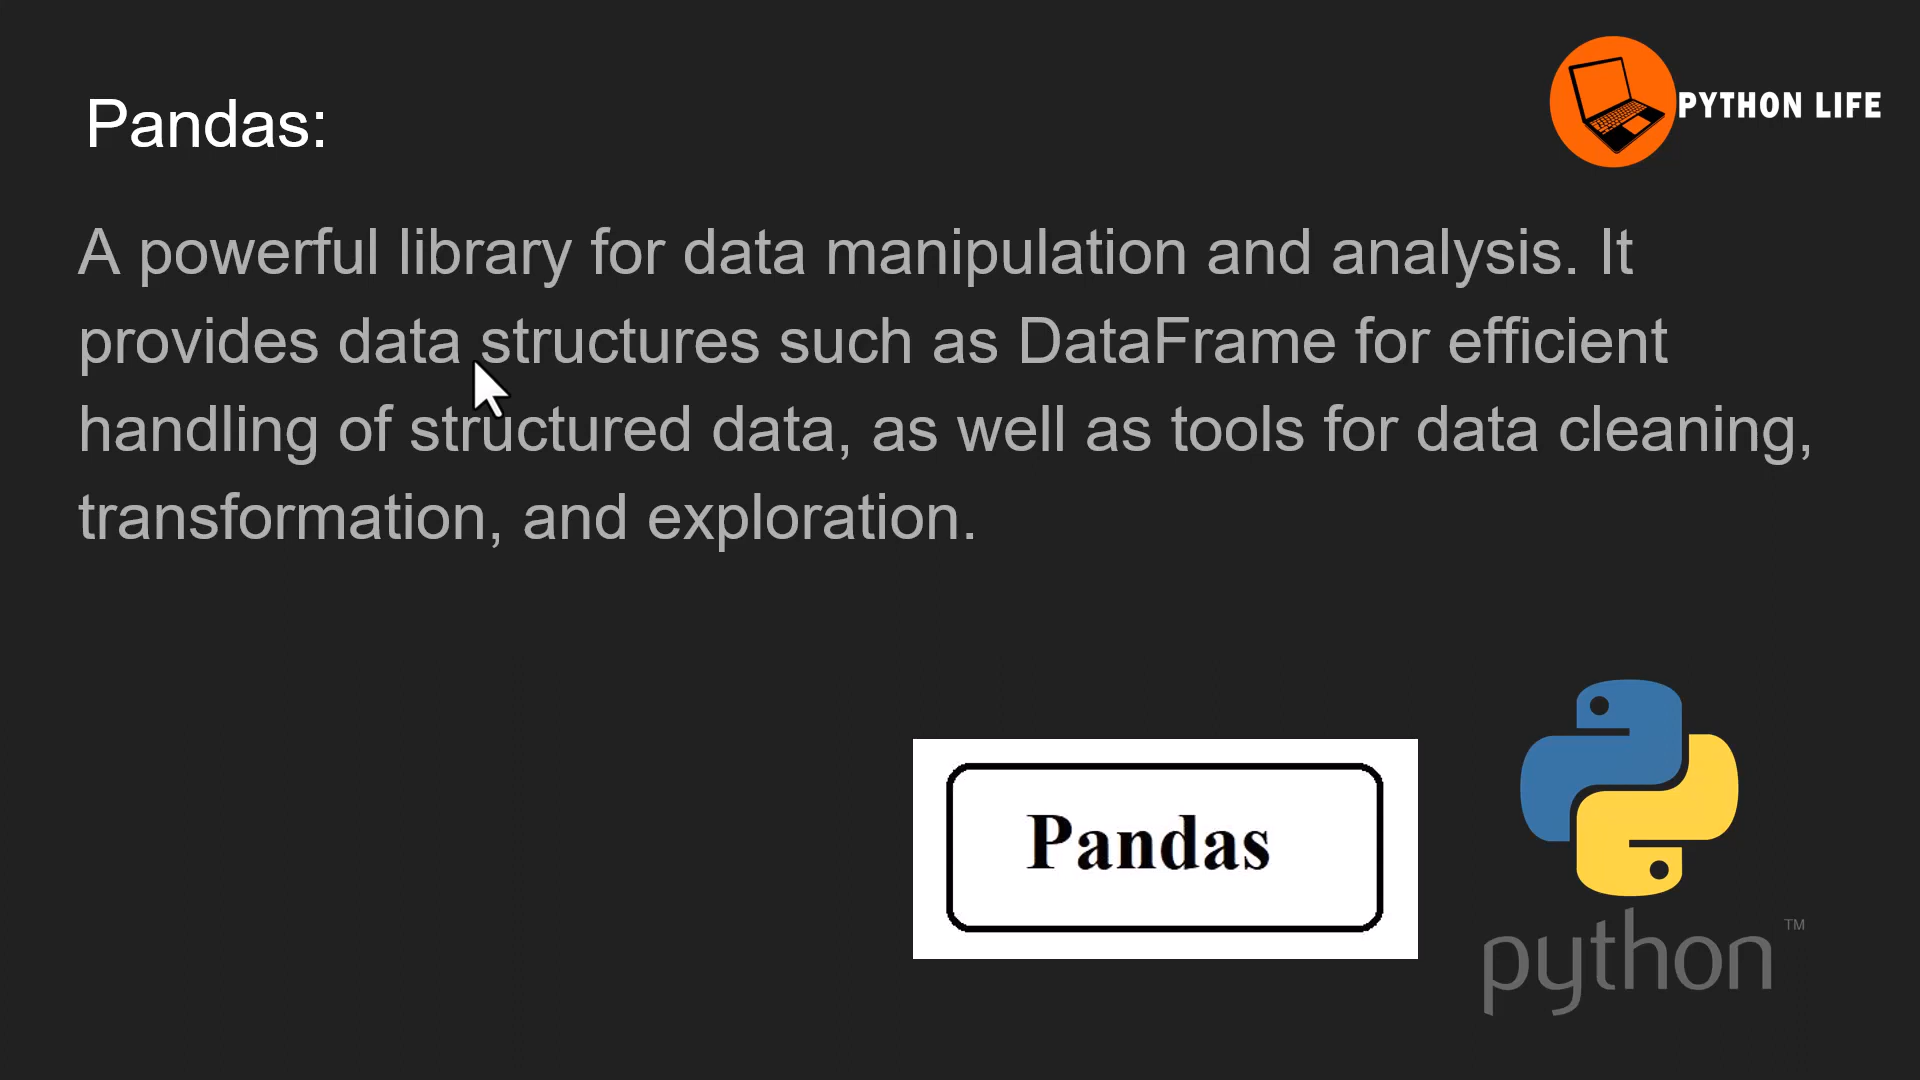 Pandas:
PYTHON LIFE
A powerful library for data manipulation and analysis. It
provides data structures such as DataFrame for efficient
handling of structured data, as well as tools for data cleaning,
transformation, and exploration.
Pandas
python TM